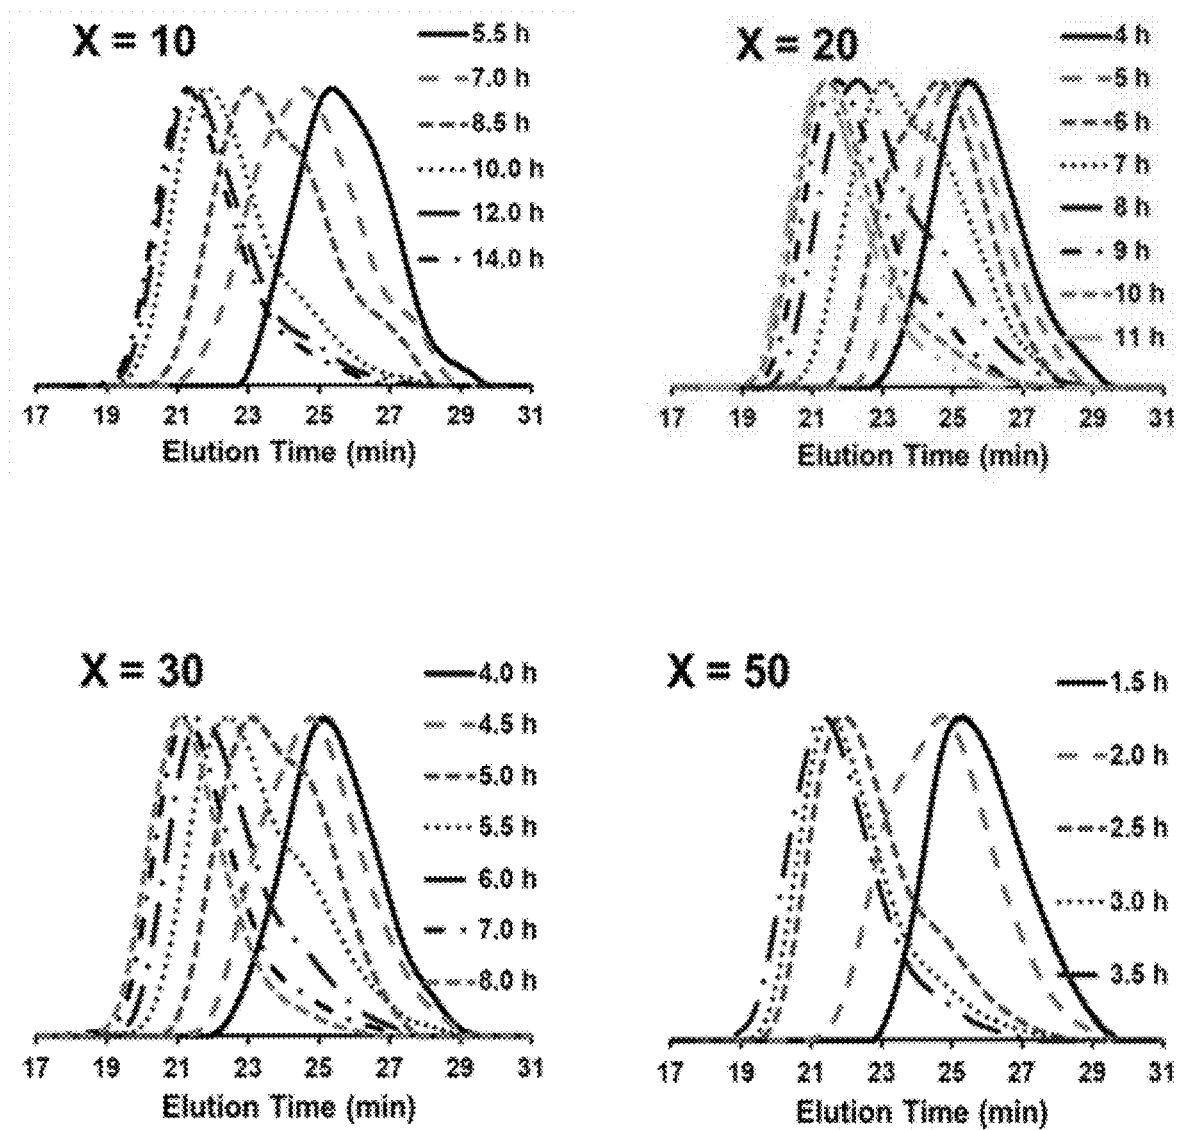 X = 10
5.5 h
7.0 h
8.5 h
10.0 h
12.0 h
14.0 h
17 19 21 23 25 27 29 31
Elution Time (min)
X = 20
4 h
5 h
6 h
7 h
8 h
9 h
10 h
11 h
17 19 21 23 25 27 29 31
Elution Time (min)
X = 30
4.0 h
4.5 h
5.0 h
5.5 h
6.0 h
7.0 h
8.0 h
17 19 21 23 25 27 29 31
Elution Time (min)
X = 50
1.5 h
2.0 h
2.5 h
3.0 h
3.5 h
17 19 21 23 25 27 29 31
Elution Time (min)